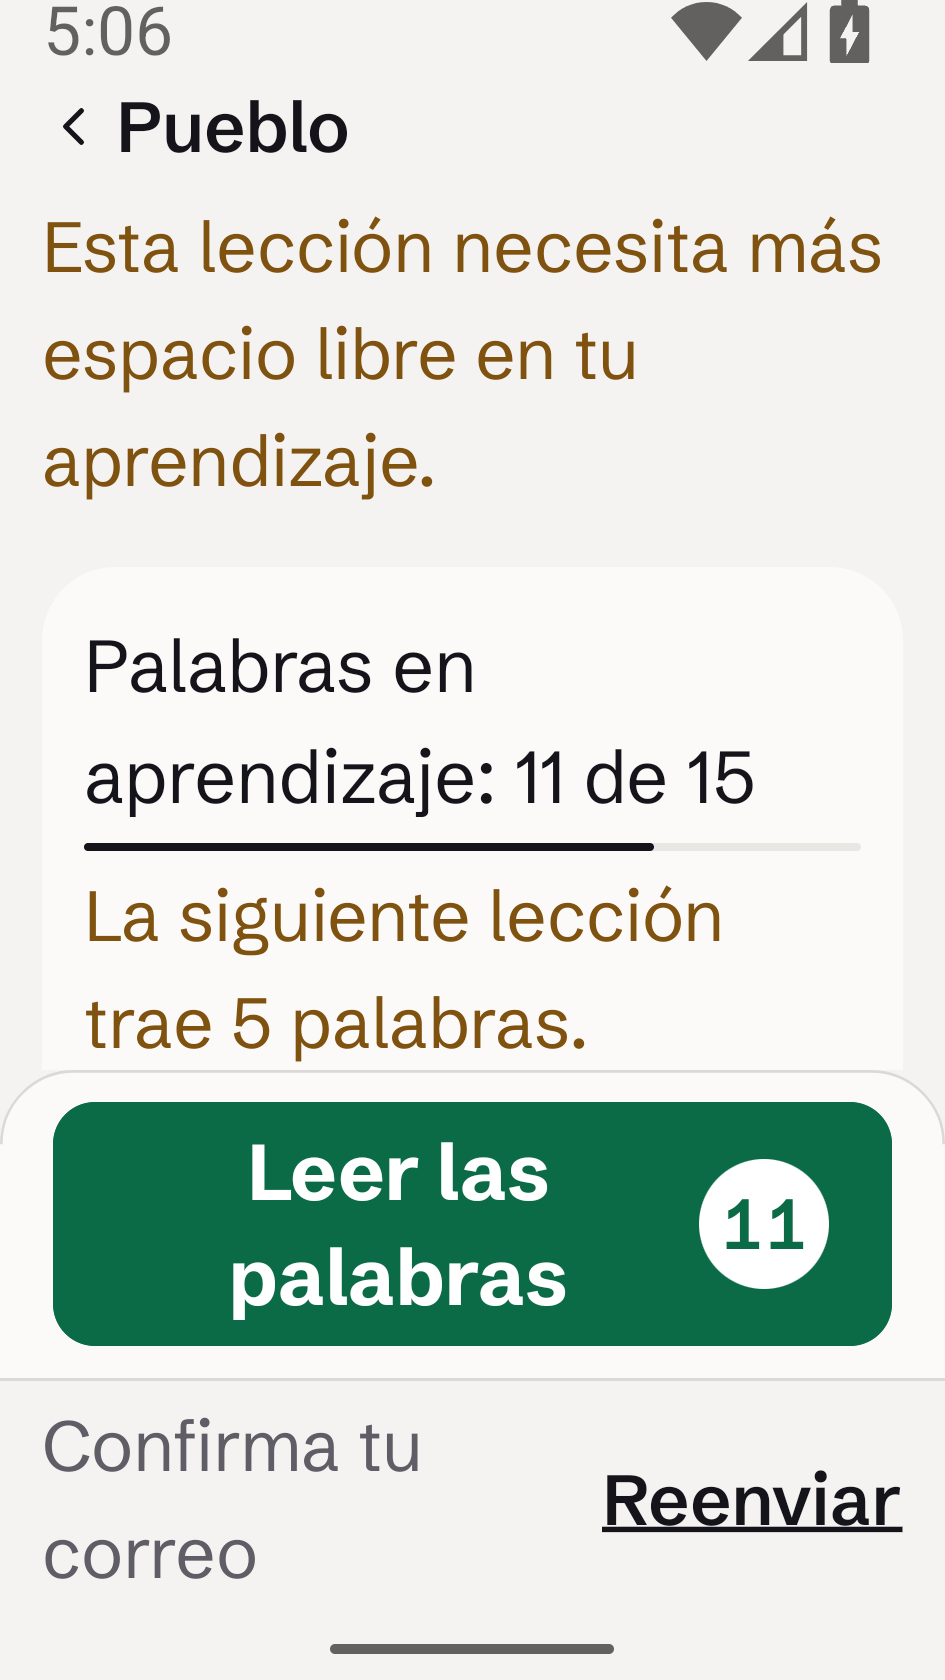 5:06
Pueblo
Esta lección necesita más
espacio libre en tu
aprendizaje.
Palabras en
aprendizaje: 11 de 15
La siguiente lección
trae 5 palabras.
Leer las
palabras
11
Confirma tu
correo
Reenviar